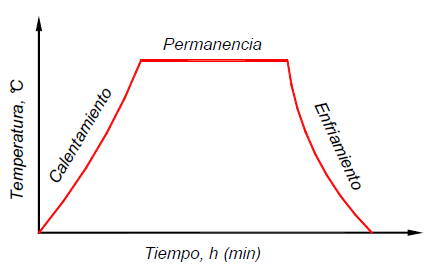 Permanencia
Calentamiento
Enfriamiento
Temperatura, °C
Tiempo, h (min)